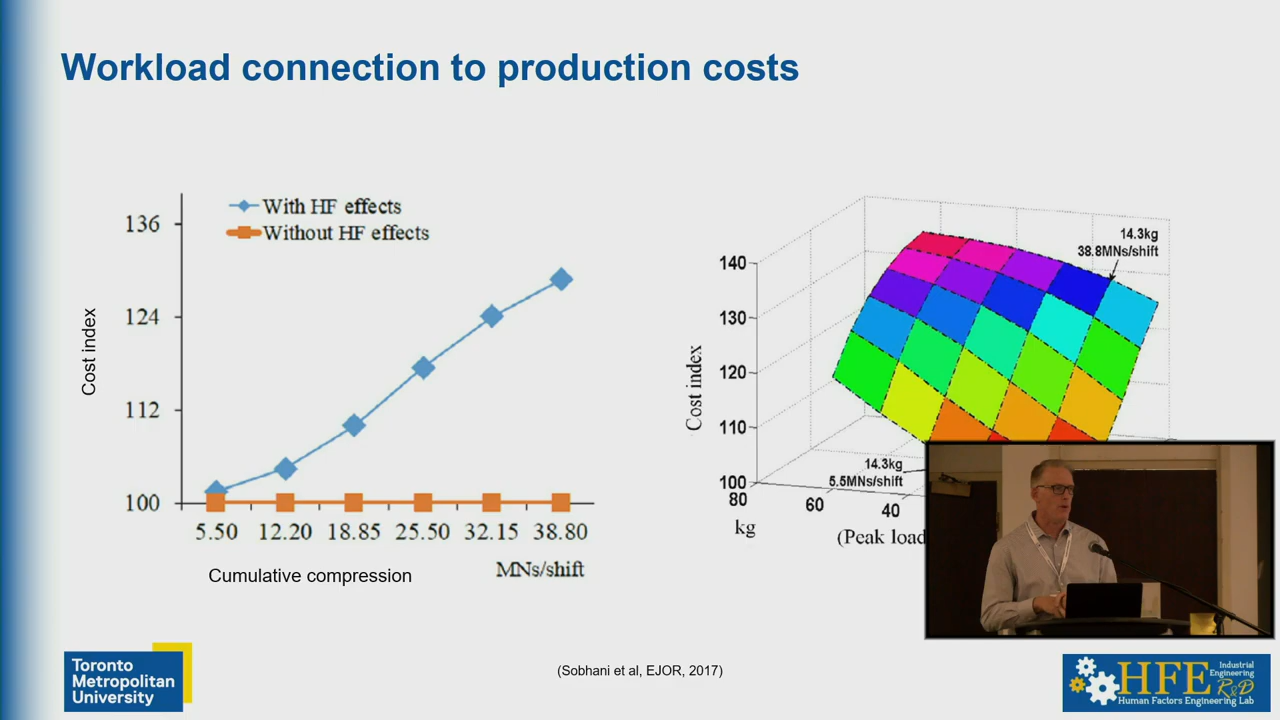 Workload connection to production costs
With HF effects
Without HF effects
136
124
112
100
Cost index
5.50 12.20 18.85 25.50 32.15 38.80
Cumulative compression
MNs/shift
14.3kg
38.8MNs/shift
140
130
120
110
100
Cost index
14.3kg
5.5MNs/shift
80
60
40
kg
(Peak load
Toronto
Metropolitan
University
(Sobhani et al, EJOR, 2017)
HFE
Industrial
Engineering
R&D
Human Factors Engineering Lab